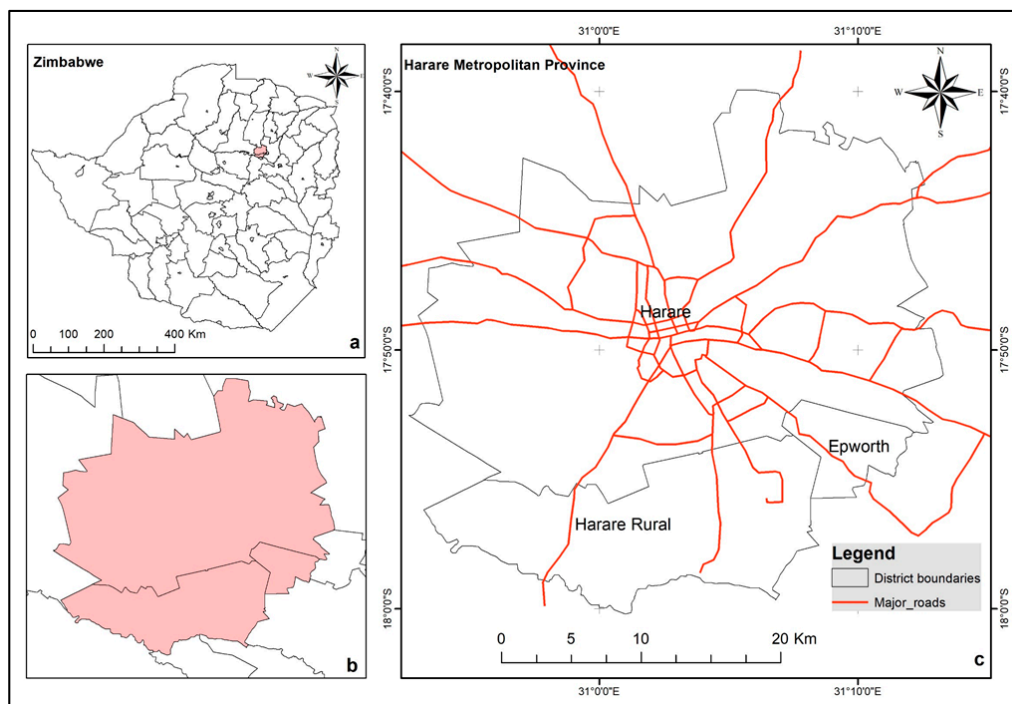 Zimbabwe
N
W
E
S
0 100 200 400 Km
a
b
31°0'0"E 31°10'0"E
Harare Metropolitan Province
N
W
E
S
17°40'0"S
17°40'0"S
Harare
17°50'0"S
17°50'0"S
Epworth
Harare Rural
Legend
District boundaries
Major_roads
18°0'0"S
18°0'0"S
0 5 10 20 Km
c
31°0'0"E 31°10'0"E